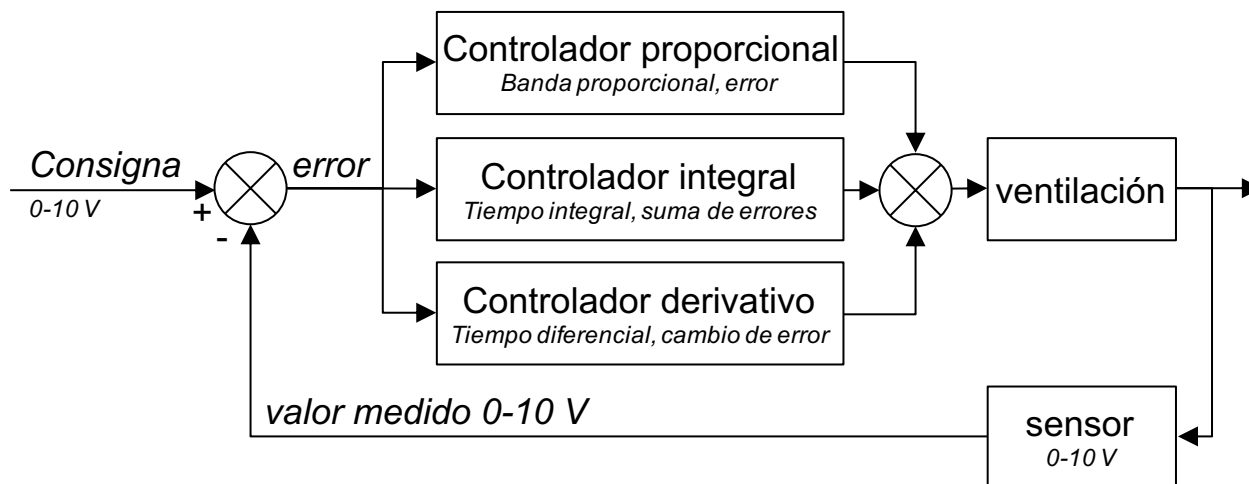 Controlador proporcional
Banda proporcional, error
Consigna
error
0-10 V
+
-
Controlador integral
Tiempo integral, suma de errores
ventilación
Controlador derivativo
Tiempo diferencial, cambio de error
valor medido 0-10 V
sensor
0-10 V